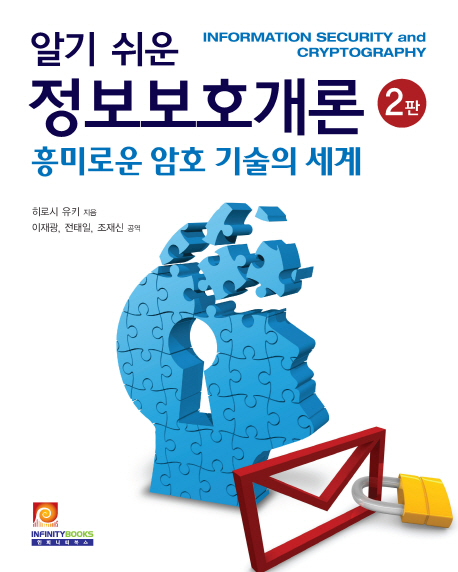 알기 쉬운
INFORMATION SECURITY and
CRYPTOGRAPHY
정보보호개론 2판
흥미로운 암호 기술의 세계
히로시 유키 지음
이재광, 전태일, 조재신 공역
INFINITYBOOKS
인피니티북스